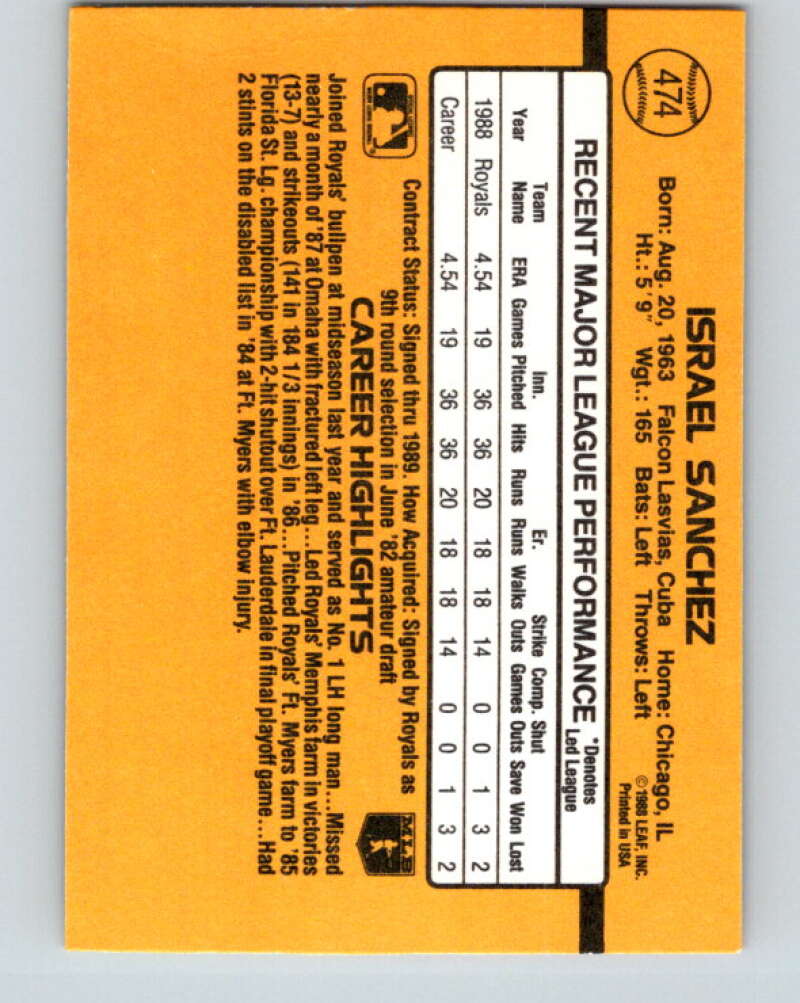 474
ISRAEL SANCHEZ
Born: Aug. 20, 1963 Falcon Lasvias, Cuba Home: Chicago, IL
Ht.: 5'9" Wgt.: 165 Bats: Left Throws: Left
© 1988 LEAF, INC.
Printed in USA
RECENT MAJOR LEAGUE PERFORMANCE
*Denotes
Led League
Team Inn. Er. Strike Comp. Shut
Year Name ERA Games Pitched Hits Runs Runs Walks Outs Games Outs Save Won Lost
1988 Royals 4.54 19 36 36 20 18 18 14 0 0 1 3 2
Career 4.54 19 36 36 20 18 18 14 0 0 1 3 2
Contract Status: Signed thru 1989. How Acquired: Signed by Royals as
9th round selection in June '82 amateur draft
MLB
CAREER HIGHLIGHTS
Joined Royals' bullpen at midseason last year and served as No. 1 LH long man...Missed
nearly a month of '87 at Omaha with fractured left leg...Led Royals' Memphis farm in victories
(13-7) and strikeouts (141 in 184 1/3 innings) in '86...Pitched Royals' Ft. Myers farm to '85
Florida St. Lg. championship with 2-hit shutout over Ft. Lauderdale in final playoff game...Had
2 stints on the disabled list in '84 at Ft. Myers with elbow injury.